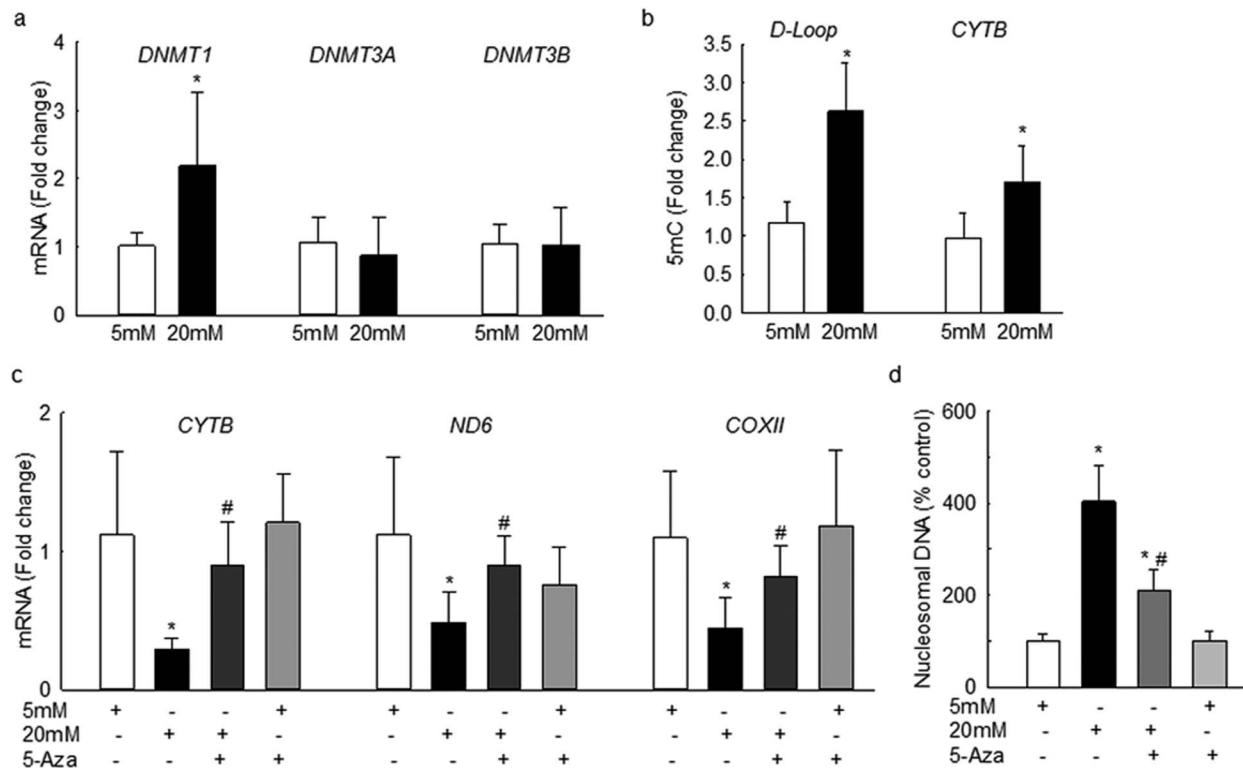 a
DNMT1 DNMT3A DNMT3B
*
mRNA (Fold change)
4
3
2
1
0
5mM 20mM 5mM 20mM 5mM 20mM
b
D-Loop CYTB
* *
5mC (Fold change)
3.5
3.0
2.5
2.0
1.5
1.0
0.5
0.0
5mM 20mM 5mM 20mM
c
CYTB ND6 COXII
mRNA (Fold change)
2
1
0
* # * # * #
5mM + - - + + - - + + - - +
20mM - + + - - + + - - + + -
5-Aza - - + + - - + + - - + +
d
Nucleosomal DNA (% control)
600
400
200
0
* * #
5mM + - - +
20mM - + + -
5-Aza - - + +